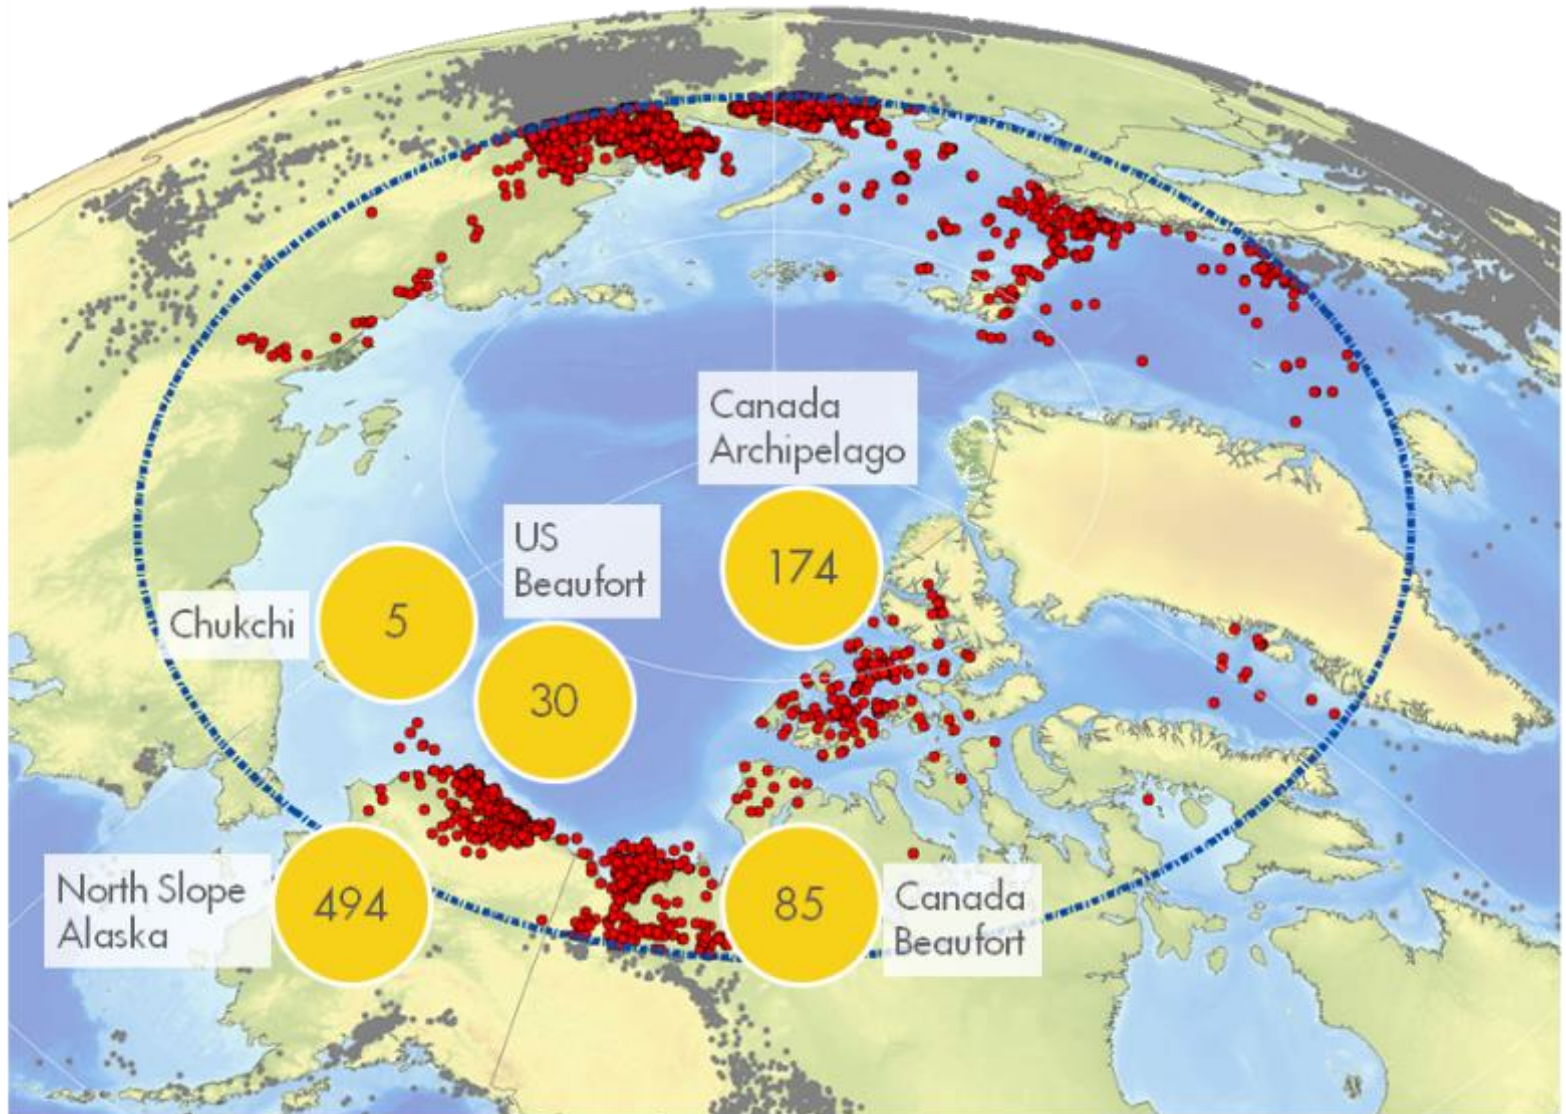 Canada
Archipelago
174
US
Beaufort
30
Chukchi
5
North Slope
Alaska
494
85
Canada
Beaufort